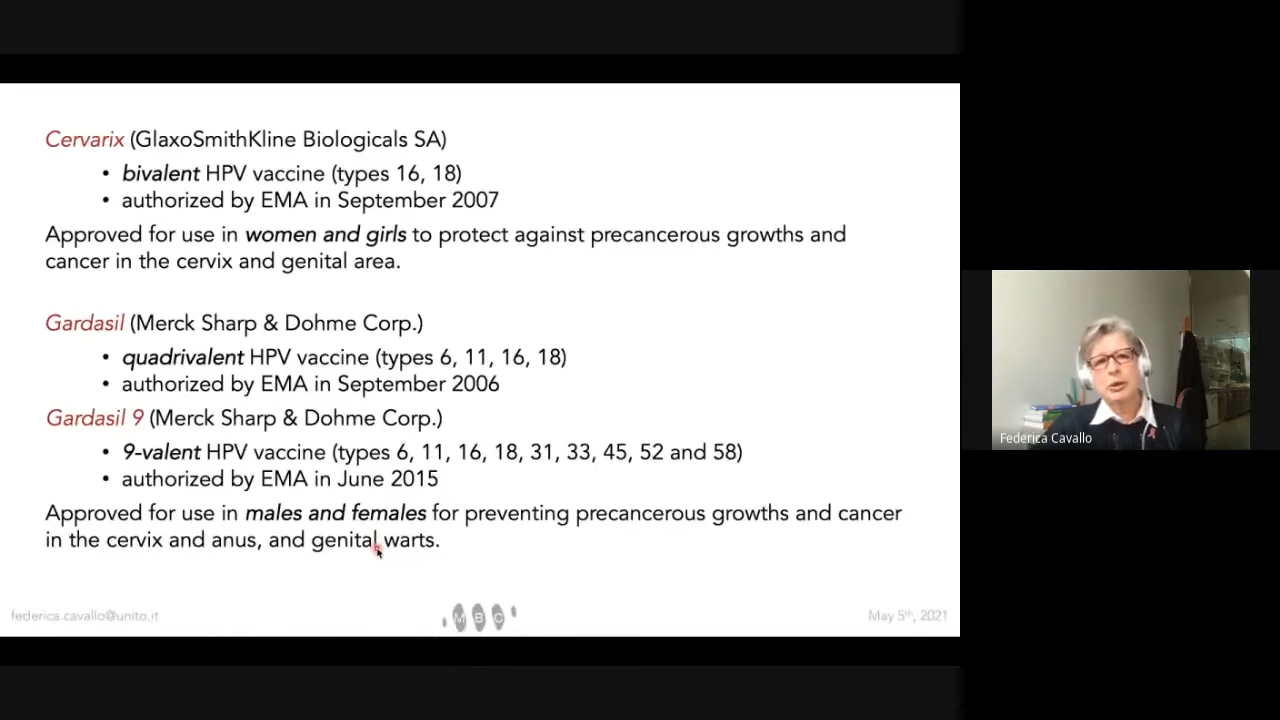 Cervarix (GlaxoSmithKline Biologicals SA)
• bivalent HPV vaccine (types 16, 18)
• authorized by EMA in September 2007
Approved for use in women and girls to protect against precancerous growths and
cancer in the cervix and genital area.
Gardasil (Merck Sharp & Dohme Corp.)
• quadrivalent HPV vaccine (types 6, 11, 16, 18)
• authorized by EMA in September 2006
Gardasil 9 (Merck Sharp & Dohme Corp.)
• 9-valent HPV vaccine (types 6, 11, 16, 18, 31, 33, 45, 52 and 58)
• authorized by EMA in June 2015
Approved for use in males and females for preventing precancerous growths and cancer
in the cervix and anus, and genital warts.
federica.cavallo@unito.it
MBC
May 5th, 2021
Federica Cavallo